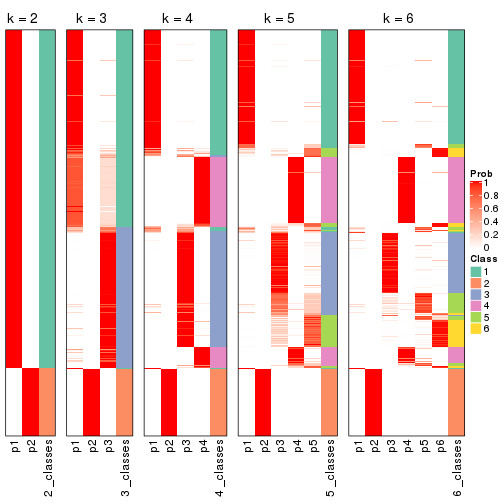 k = 2
k = 3
k = 4
k = 5
k = 6
p1
p2
2_classes
p1
p2
p3
3_classes
p1
p2
p3
p4
4_classes
p1
p2
p3
p4
p5
5_classes
p1
p2
p3
p4
p5
p6
6_classes
Prob
1
0.8
0.6
0.4
0.2
0
Class
1
2
3
4
5
6